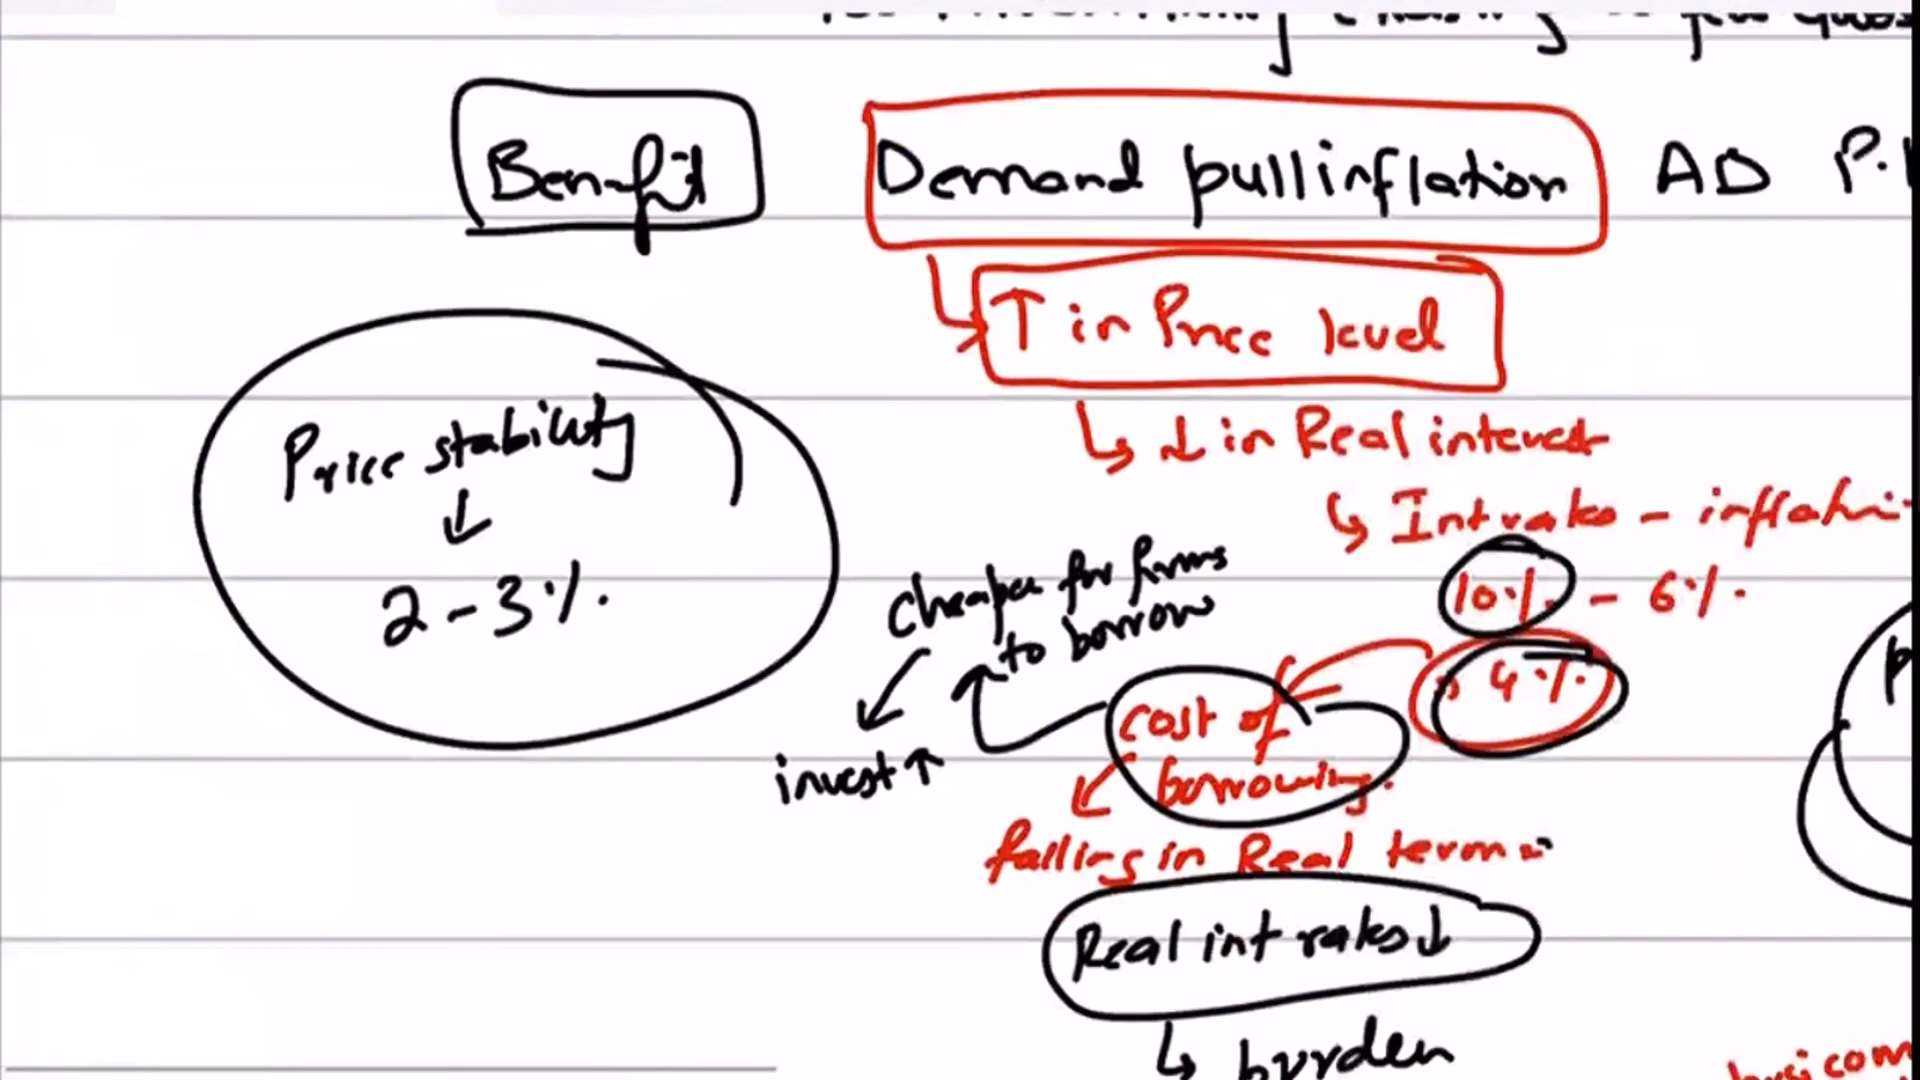 Benefit
Demand pull inflation AD
↑ in Price level
↳ ↓ in Real interest
↳ Int rates - inflation
10% - 6%
4%
Price stability
↓
2-3%
cheaper for firms
to borrow
invest ↑
cost of
borrowing.
falling in Real terms
Real int rates ↓
↳ burden